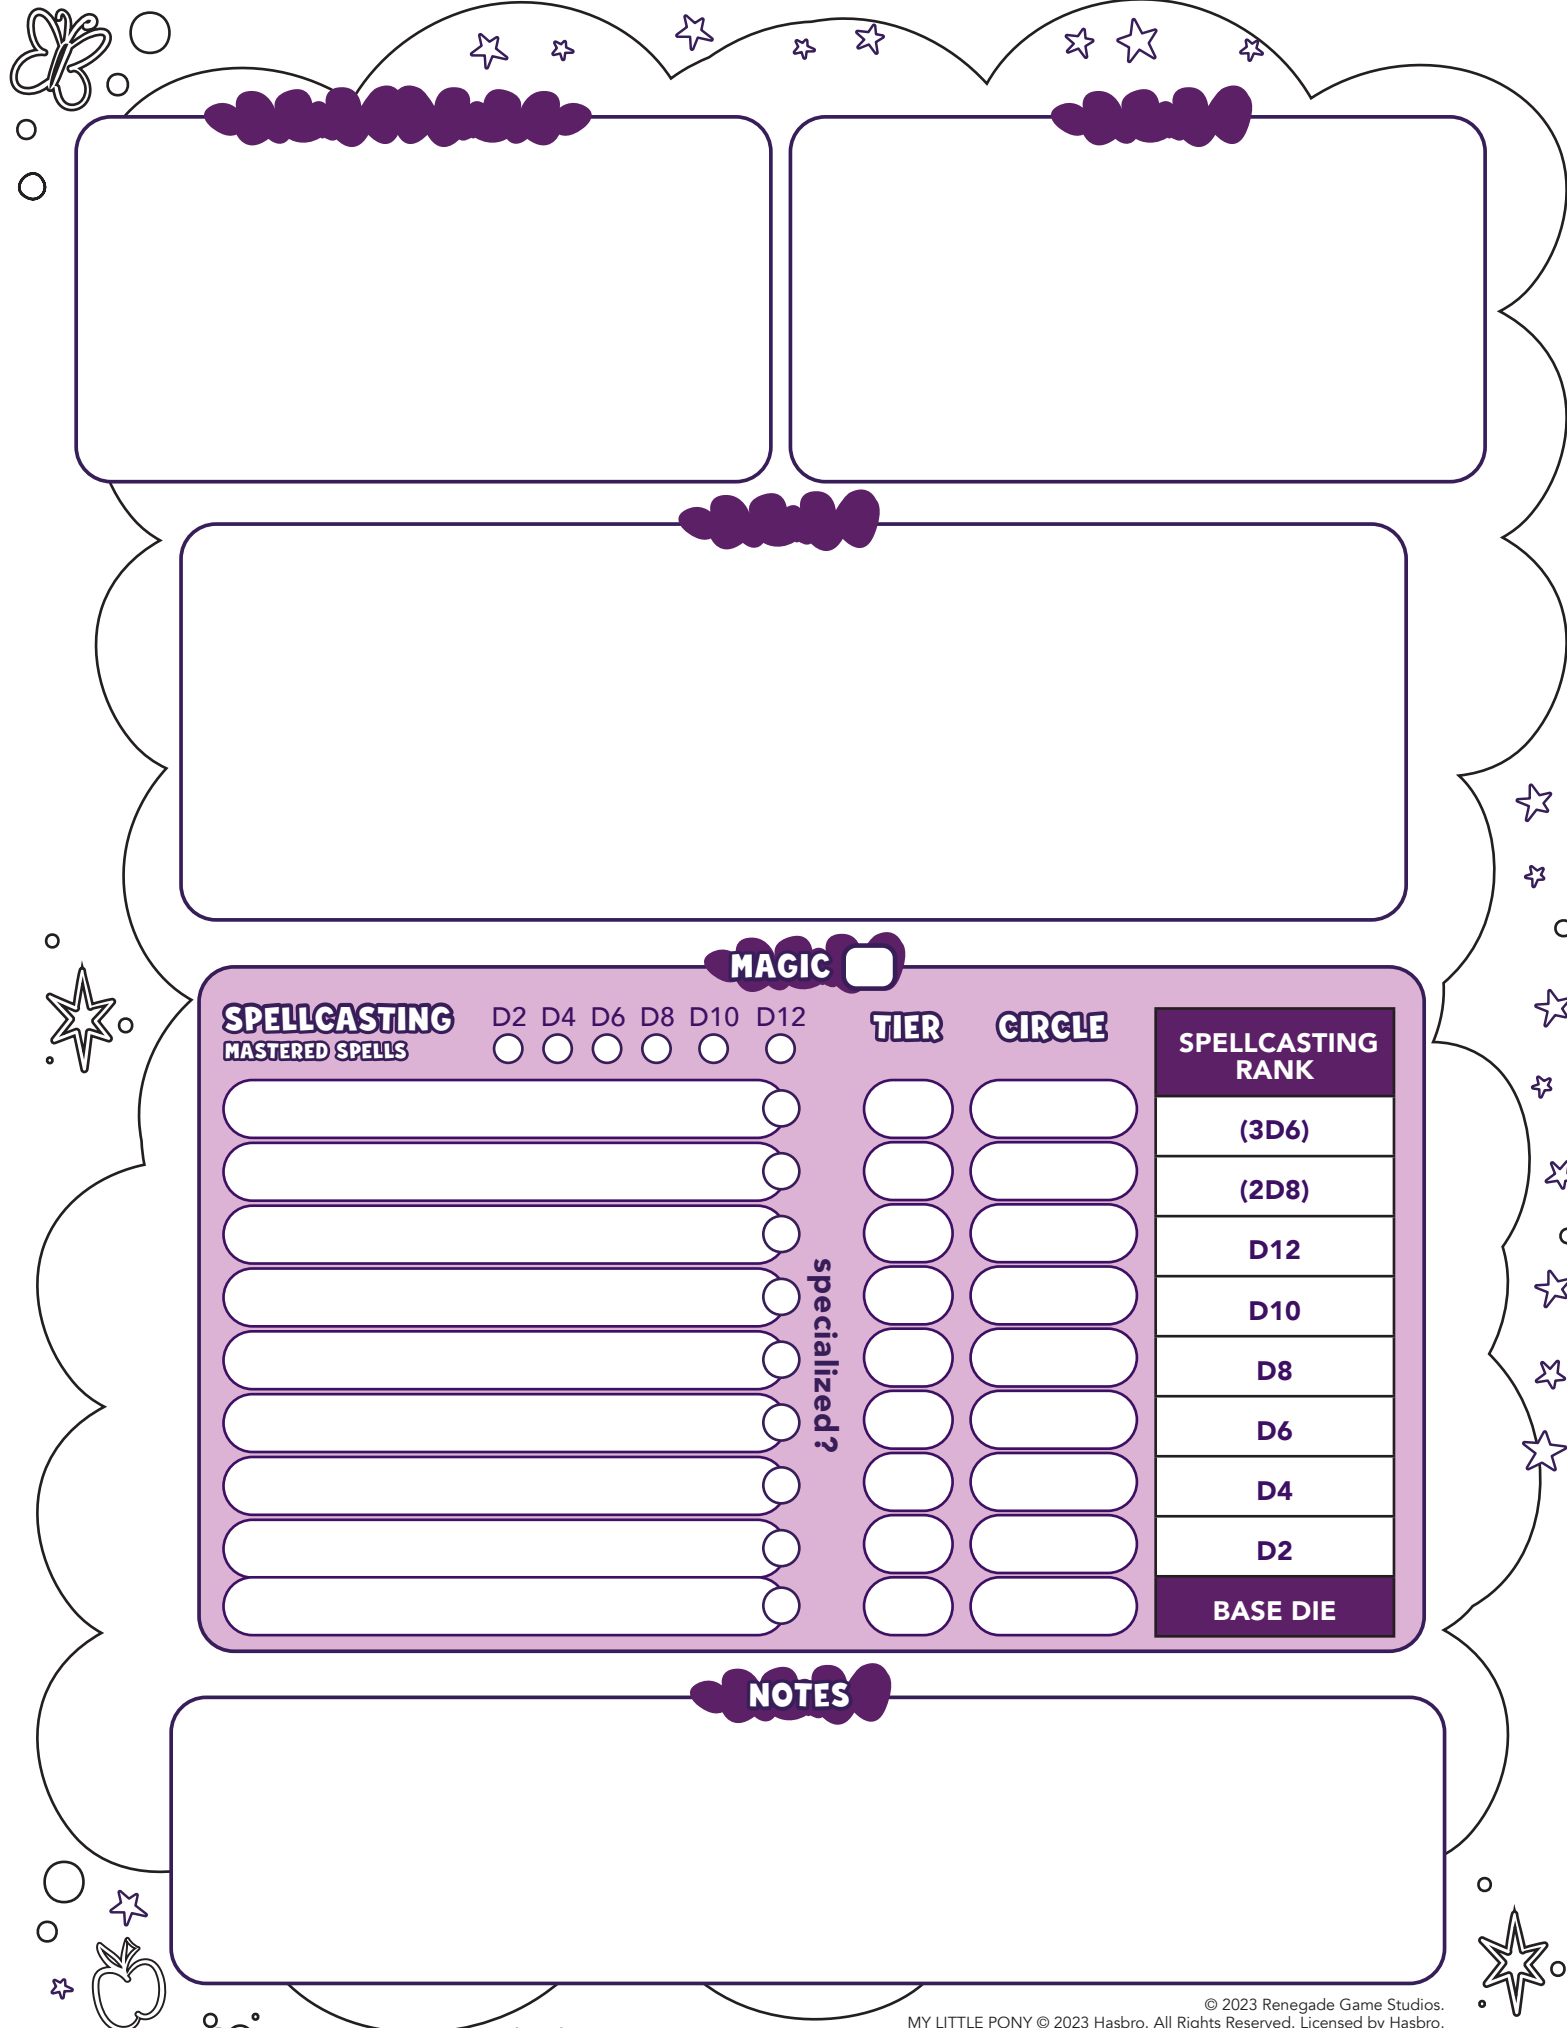 MAGIC
SPELLCASTING
MASTERED SPELLS
D2 D4 D6 D8 D10 D12
TIER
CIRCLE
SPELLCASTING
RANK
(3D6)
(2D8)
D12
D10
D8
D6
D4
D2
BASE DIE
specialized?
NOTES
© 2023 Renegade Game Studios.
MY LITTLE PONY © 2023 Hasbro. All Rights Reserved. Licensed by Hasbro.